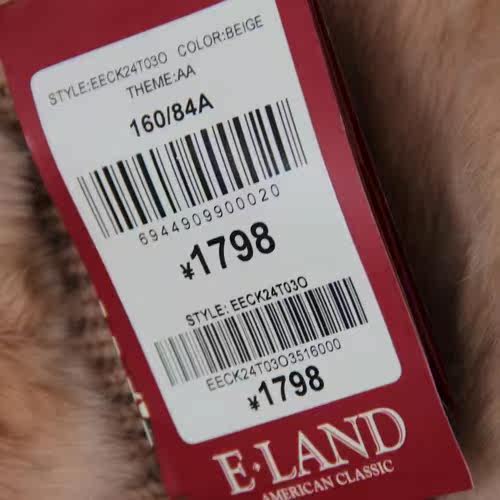 STYLE:EECK24T03O COLOR:BEIGE
THEME:AA
160/84A
6944909900020
¥1798
STYLE: EECK24T03O
EECK24T03O3516000
¥1798
E·LAND
AMERICAN CLASSIC